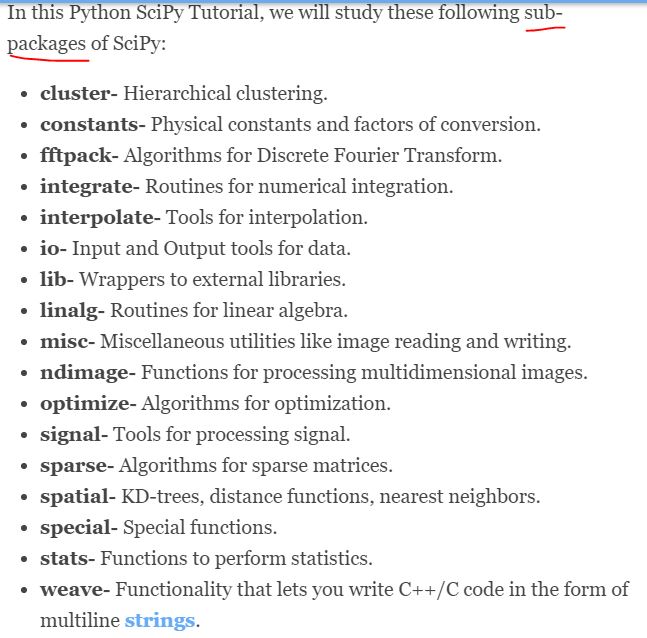 In this Python SciPy Tutorial, we will study these following sub-
packages of SciPy:
• cluster- Hierarchical clustering.
• constants- Physical constants and factors of conversion.
• fftpack- Algorithms for Discrete Fourier Transform.
• integrate- Routines for numerical integration.
• interpolate- Tools for interpolation.
• io- Input and Output tools for data.
• lib- Wrappers to external libraries.
• linalg- Routines for linear algebra.
• misc- Miscellaneous utilities like image reading and writing.
• ndimage- Functions for processing multidimensional images.
• optimize- Algorithms for optimization.
• signal- Tools for processing signal.
• sparse- Algorithms for sparse matrices.
• spatial- KD-trees, distance functions, nearest neighbors.
• special- Special functions.
• stats- Functions to perform statistics.
• weave- Functionality that lets you write C++/C code in the form of
multiline strings.